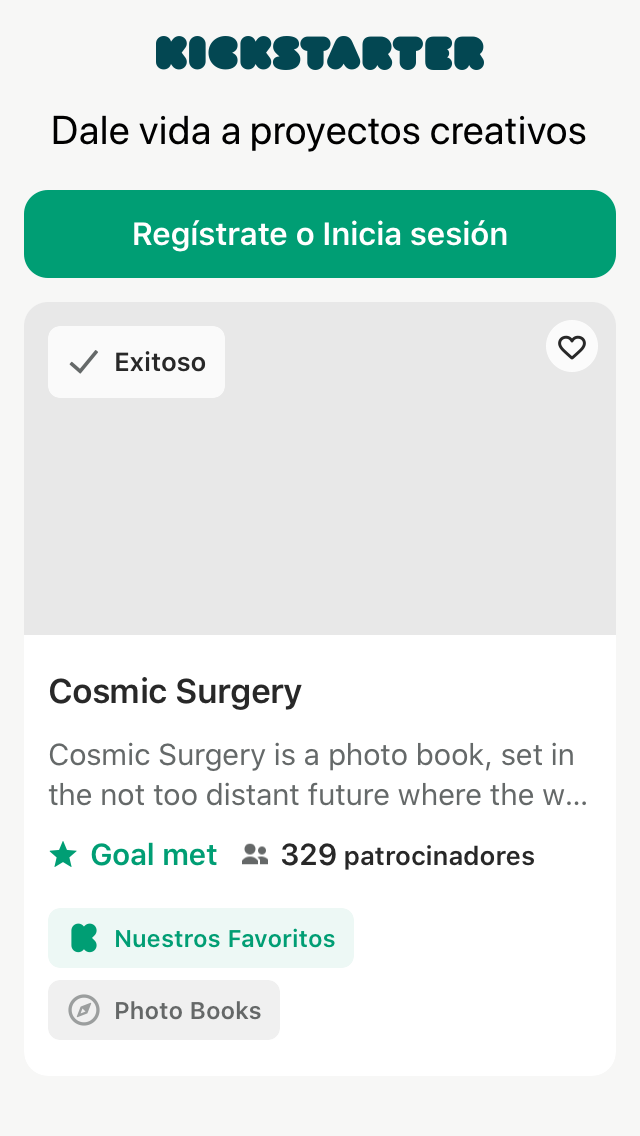 KICKSTARTER
Dale vida a proyectos creativos
Regístrate o Inicia sesión
Exitoso
Cosmic Surgery
Cosmic Surgery is a photo book, set in
the not too distant future where the w...
Goal met 329 patrocinadores
Nuestros Favoritos
Photo Books